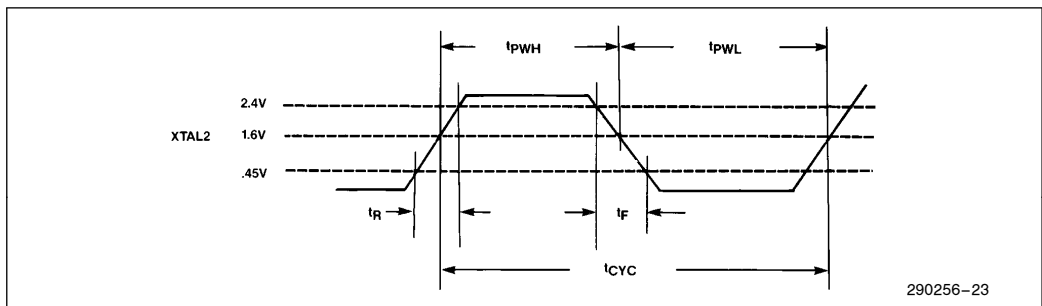 tPWH
tPWL
2.4V
XTAL2
1.6V
.45V
tR
tF
tCYC
290256–23